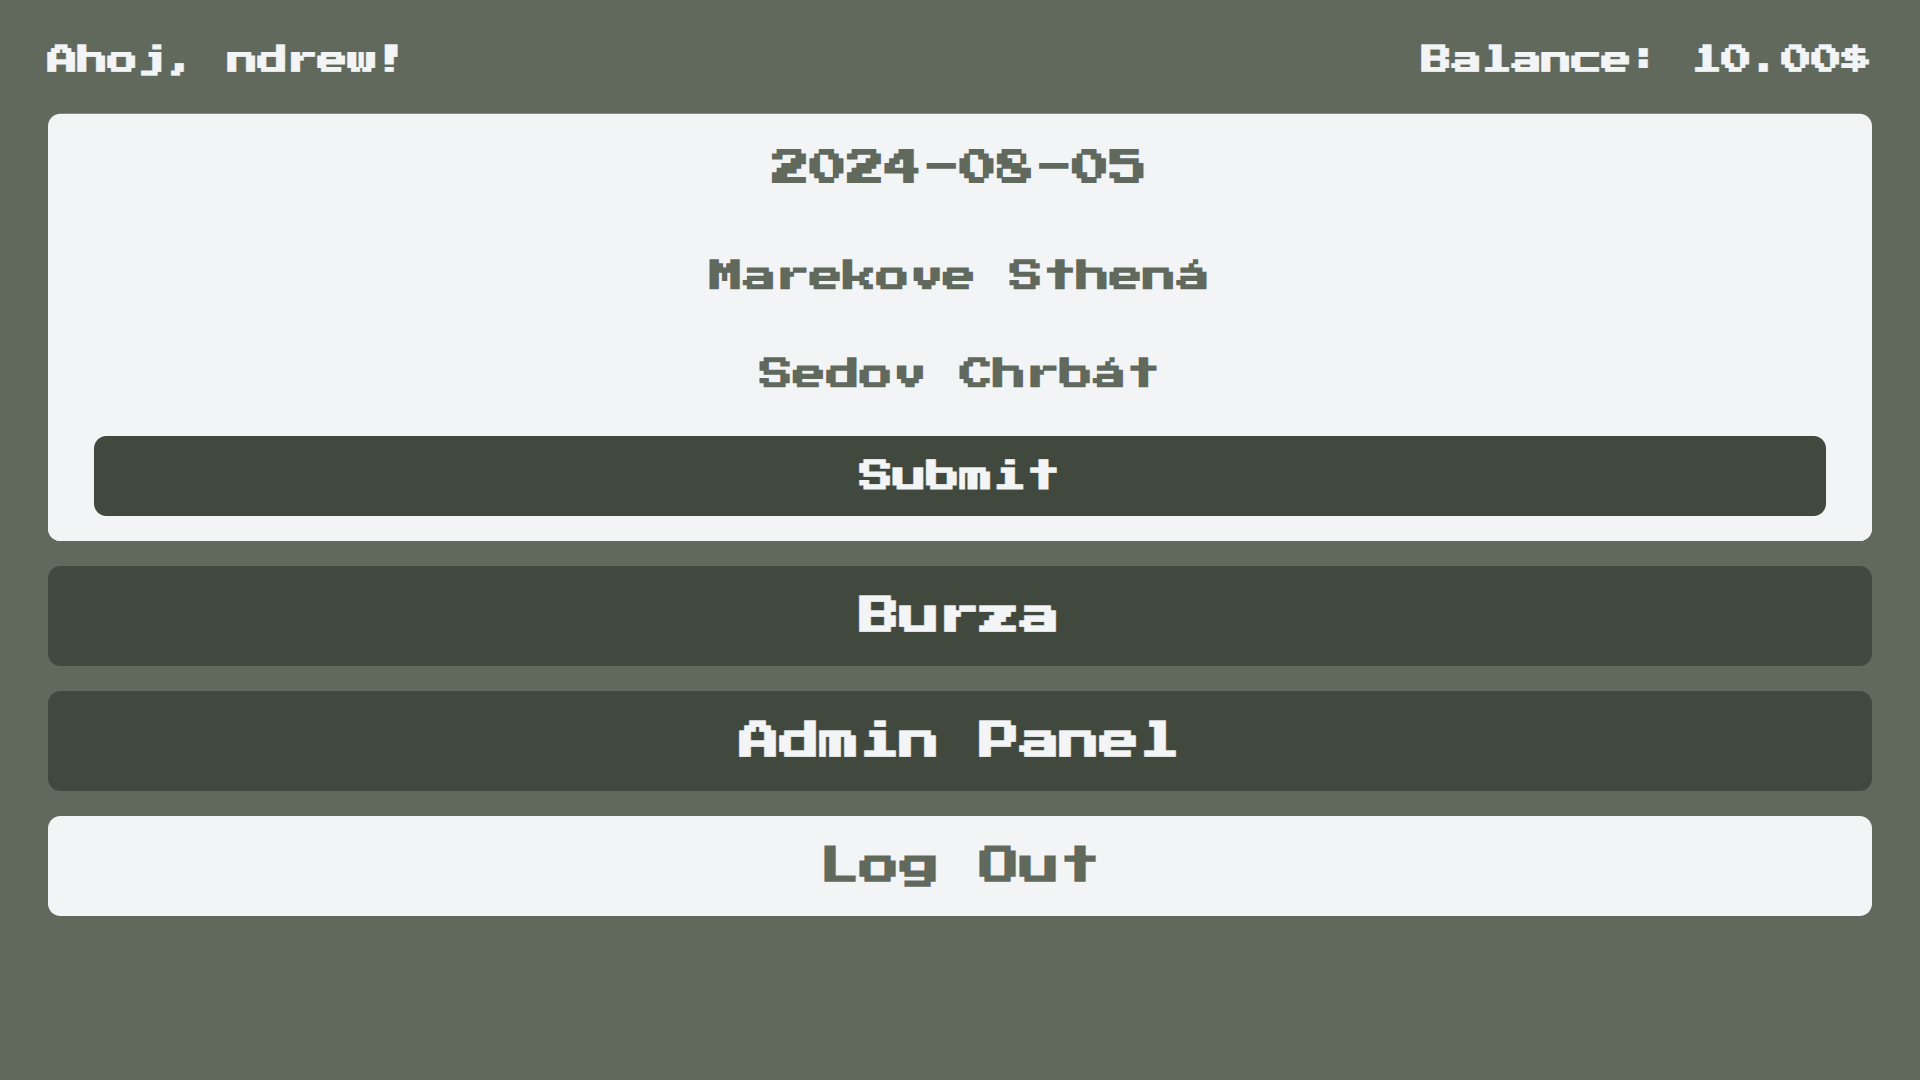 Ahoj, ndrew!
Balance: 10.00$
2024-08-05
Marekove Sthená
Sedov Chrbát
Submit
Burza
Admin Panel
Log Out